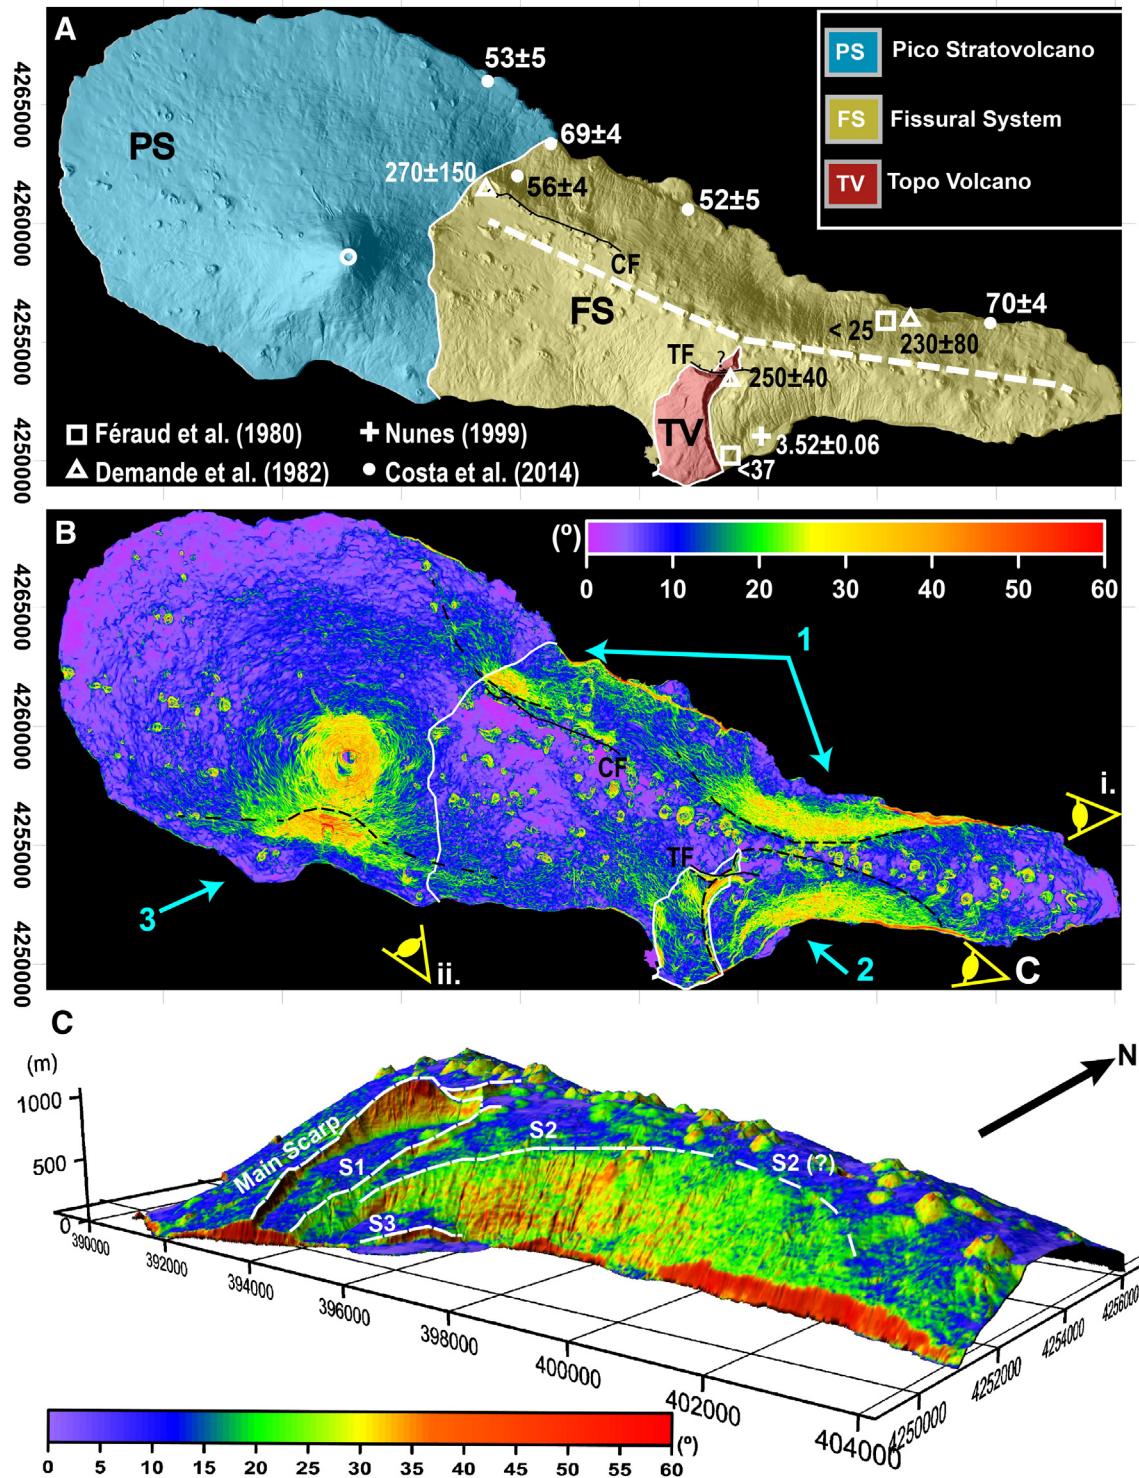 A
PS Pico Stratovolcano
FS Fissural System
TV Topo Volcano
53±5
PS
69±4
270±150
56±4
52±5
CF
FS
70±4
< 25
230±80
TF
?
250±40
TV
3.52±0.06
<37
Féraud et al. (1980)
Nunes (1999)
Demande et al. (1982)
Costa et al. (2014)
4265000
4260000
4255000
4250000
B
(º)
0 10 20 30 40 50 60
1
CF
i.
TF
3
2
ii.
C
4265000
4260000
4255000
4250000
C
N
(m)
1000
500
0
Main Scarp
S1
S2
S2 (?)
S3
390000
392000
394000
396000
398000
400000
402000
404000
4250000
4252000
4254000
4256000
(º)
0 5 10 15 20 25 30 35 40 45 50 55 60